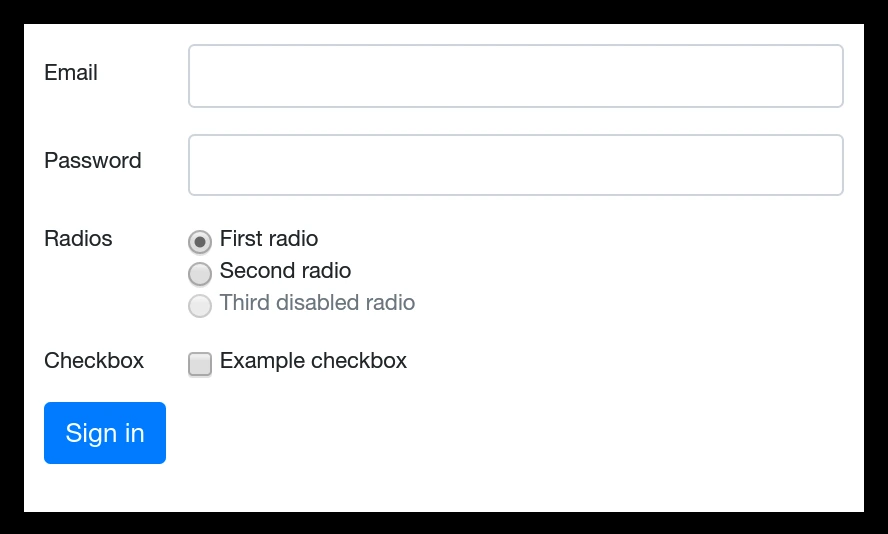 Email
Password
Radios
First radio
Second radio
Third disabled radio
Checkbox
Example checkbox
Sign in